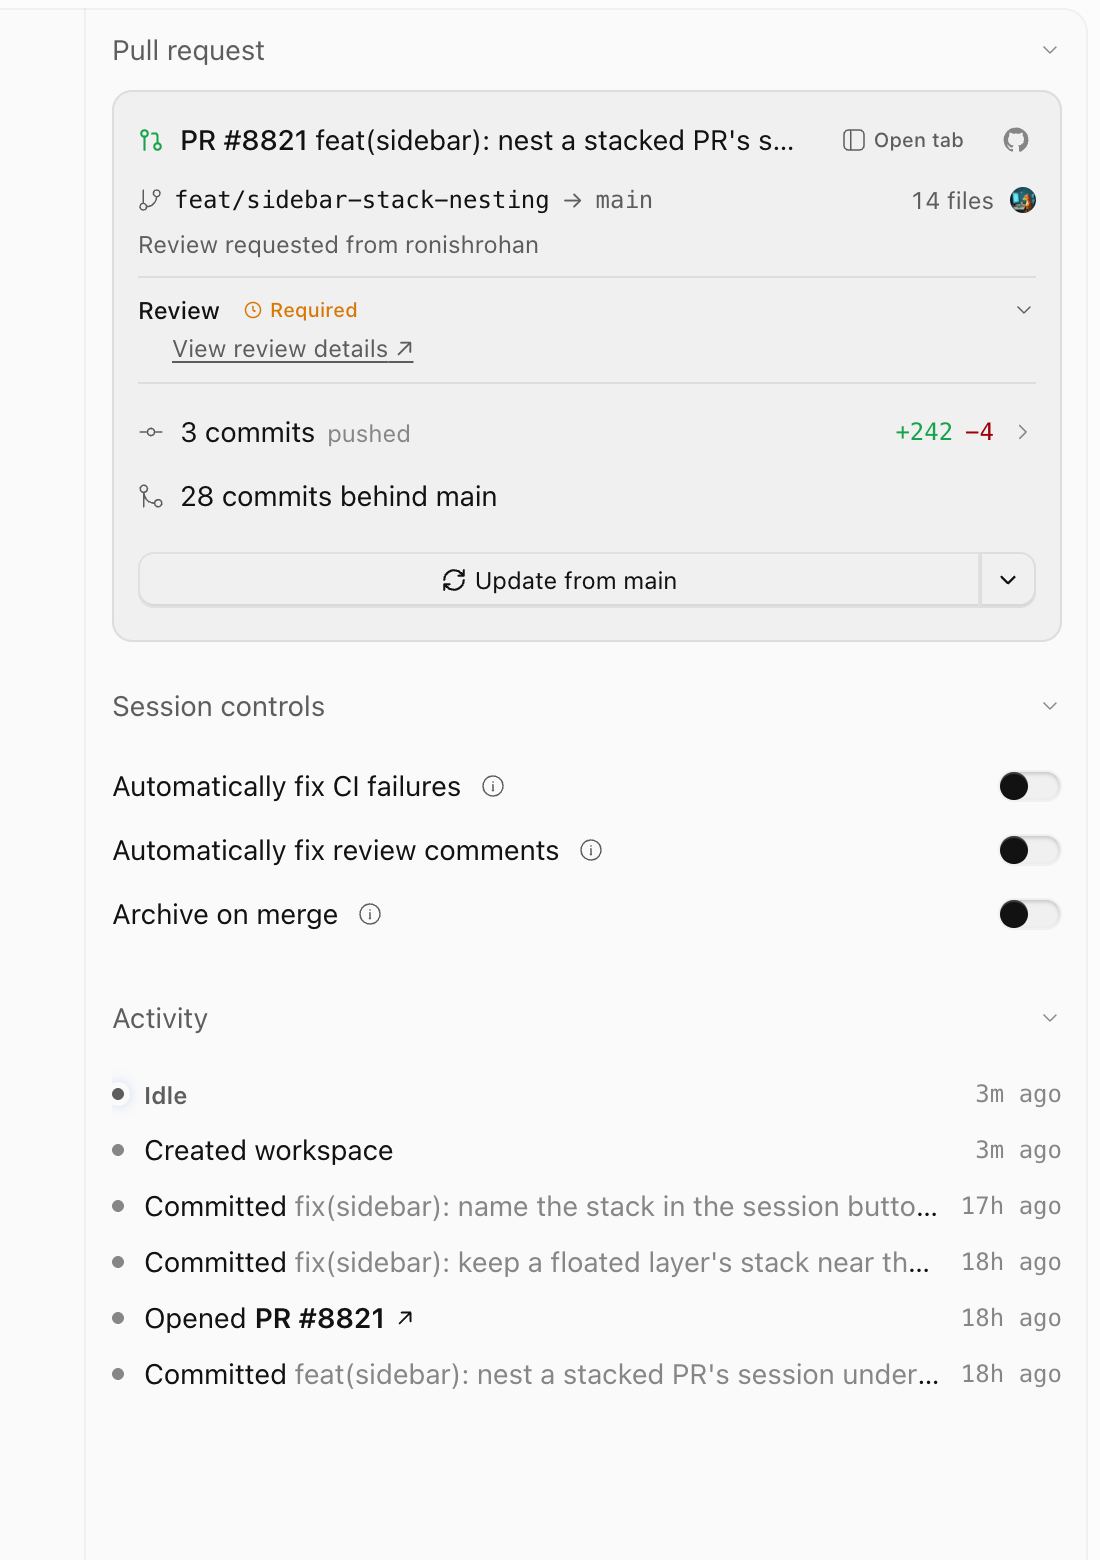 Pull request
PR #8821 feat(sidebar): nest a stacked PR's s...
Open tab
feat/sidebar-stack-nesting → main
14 files
Review requested from ronishrohan
Review Required
View review details ↗
3 commits pushed
+242 −4
28 commits behind main
Update from main
Session controls
Automatically fix CI failures
Automatically fix review comments
Archive on merge
Activity
Idle 3m ago
Created workspace 3m ago
Committed fix(sidebar): name the stack in the session butto... 17h ago
Committed fix(sidebar): keep a floated layer's stack near th... 18h ago
Opened PR #8821 ↗ 18h ago
Committed feat(sidebar): nest a stacked PR's session under... 18h ago